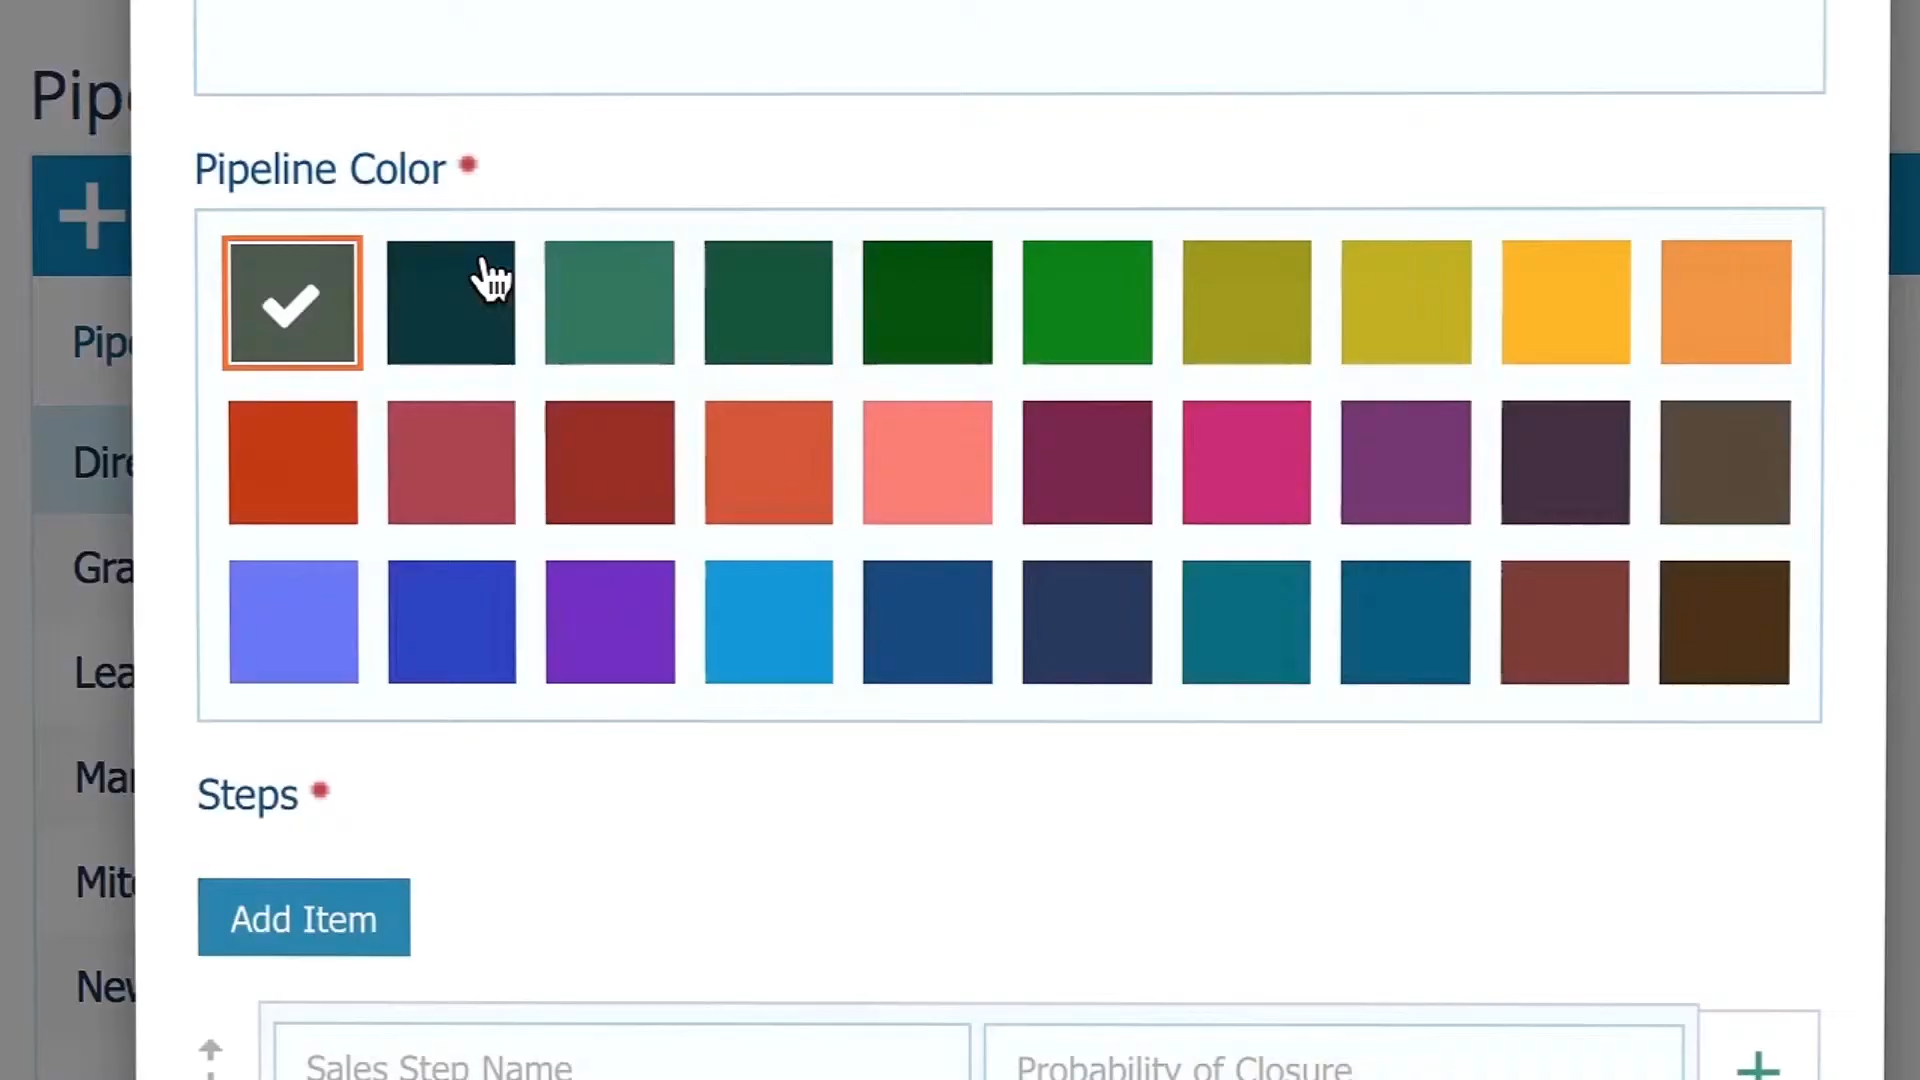 Pipeline Color
Steps
Add Item
Sales Step Name
Probability of Closure